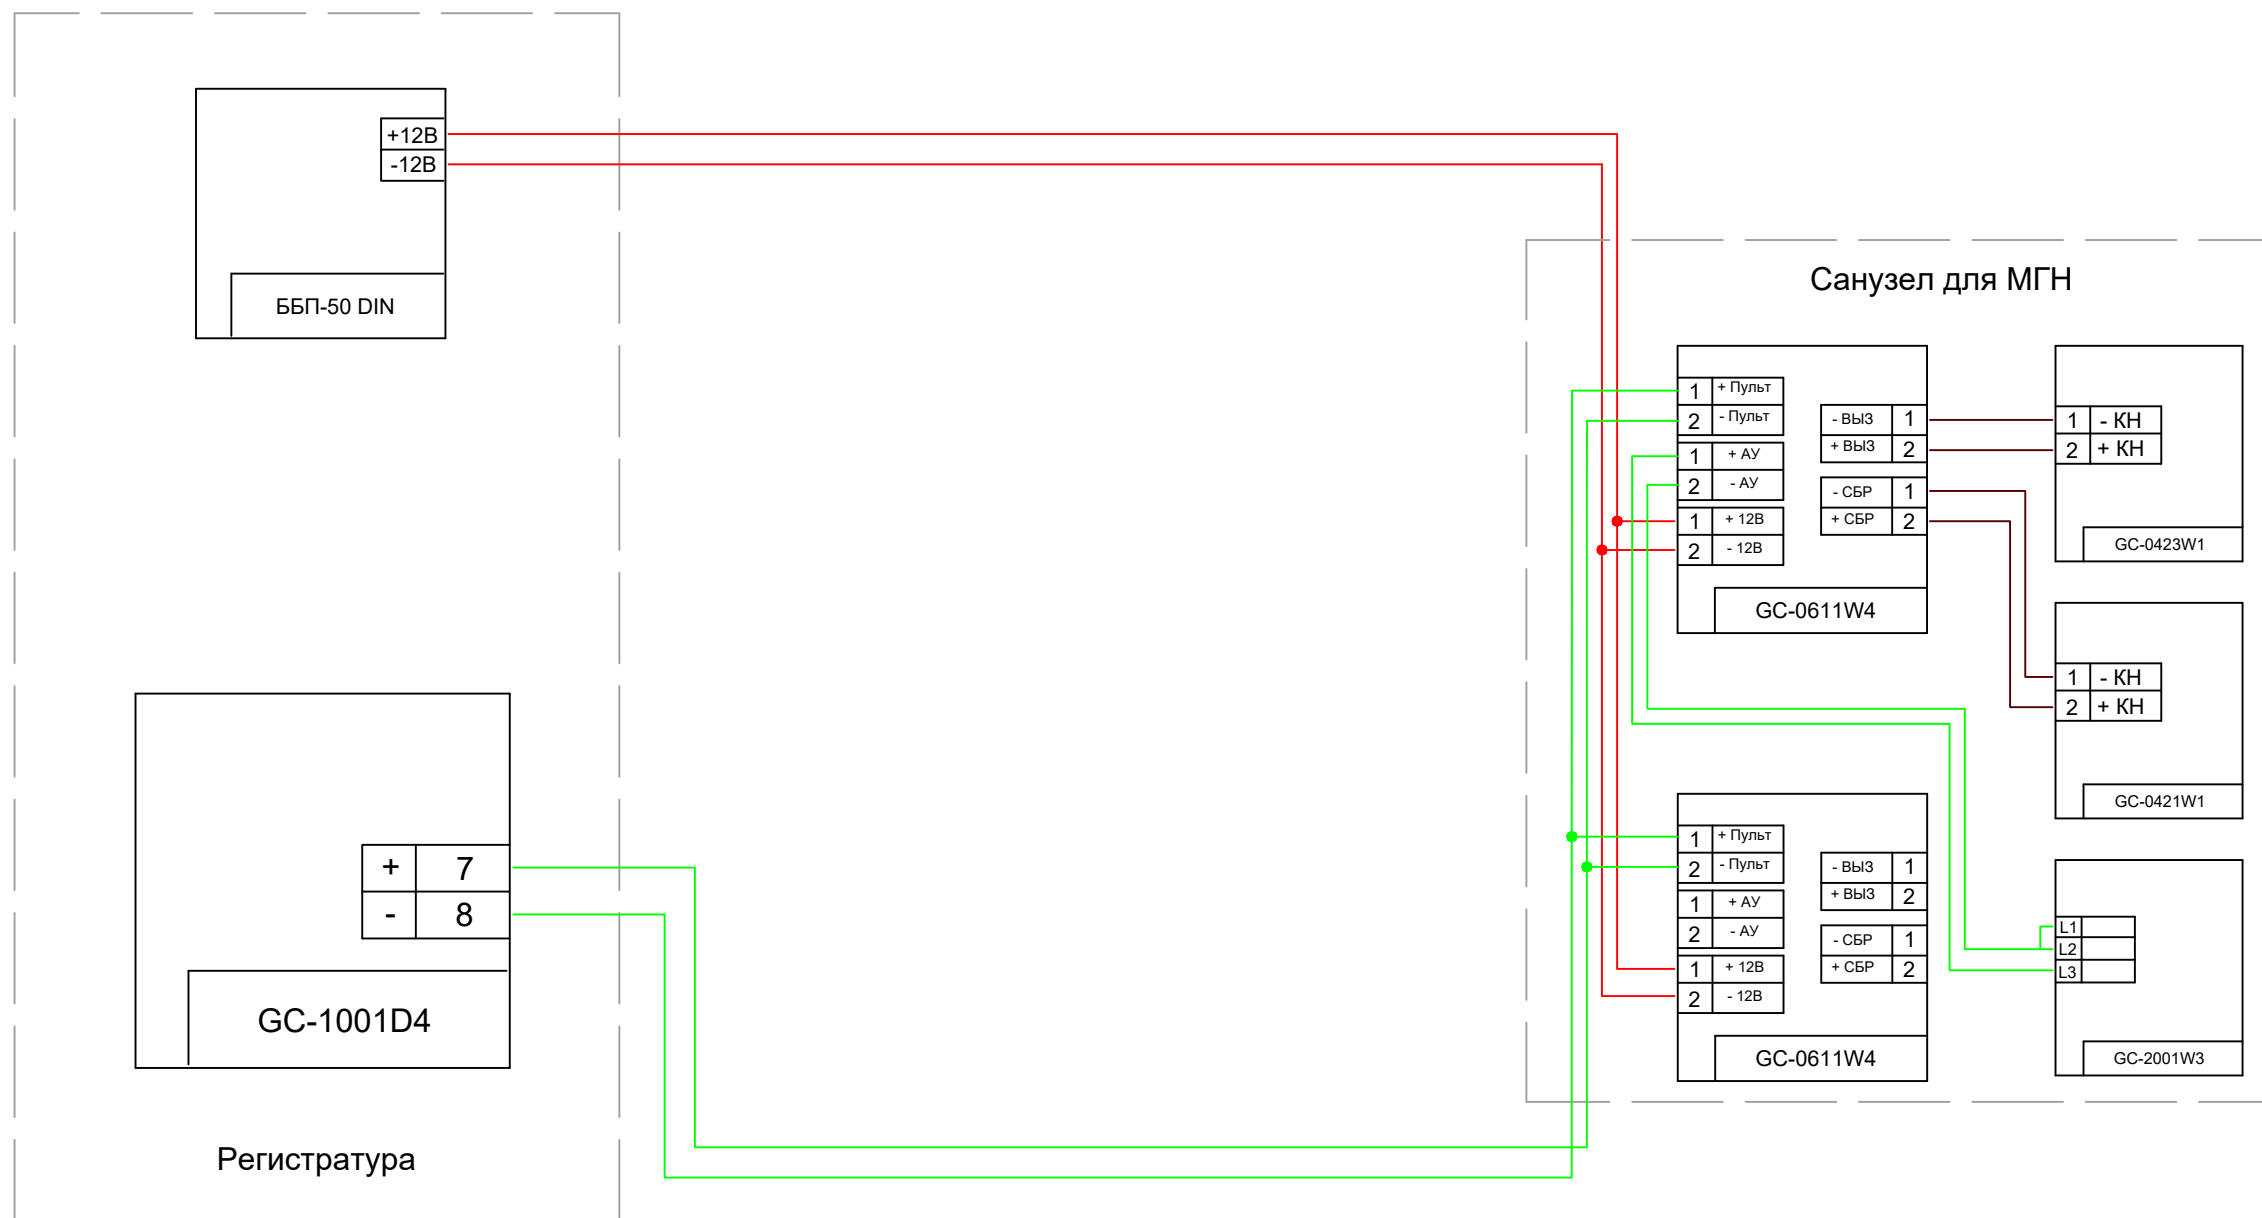 +12В
-12В
ББП-50 DIN
+ 7
- 8
GC-1001D4
Регистратура
Санузел для МГН
1 + Пульт
2 - Пульт
1 + АУ
2 - АУ
1 + 12В
2 - 12В
- ВЫЗ 1
+ ВЫЗ 2
- СБР 1
+ СБР 2
GC-0611W4
1 - КН
2 + КН
GC-0423W1
1 - КН
2 + КН
GC-0421W1
1 + Пульт
2 - Пульт
1 + АУ
2 - АУ
1 + 12В
2 - 12В
- ВЫЗ 1
+ ВЫЗ 2
- СБР 1
+ СБР 2
GC-0611W4
L1
L2
L3
GC-2001W3